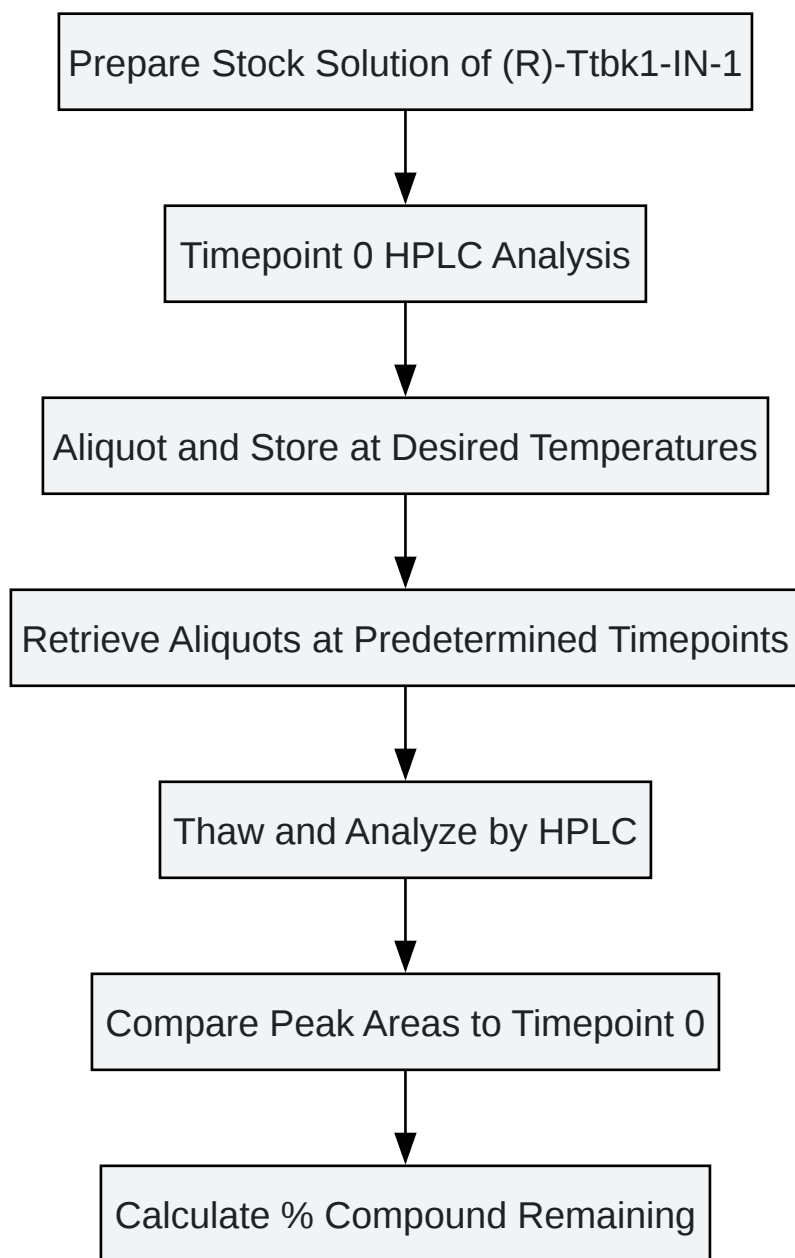 Prepare Stock Solution of (R)-Ttbk1-IN-1
Timepoint 0 HPLC Analysis
Aliquot and Store at Desired Temperatures
Retrieve Aliquots at Predetermined Timepoints
Thaw and Analyze by HPLC
Compare Peak Areas to Timepoint 0
Calculate % Compound Remaining